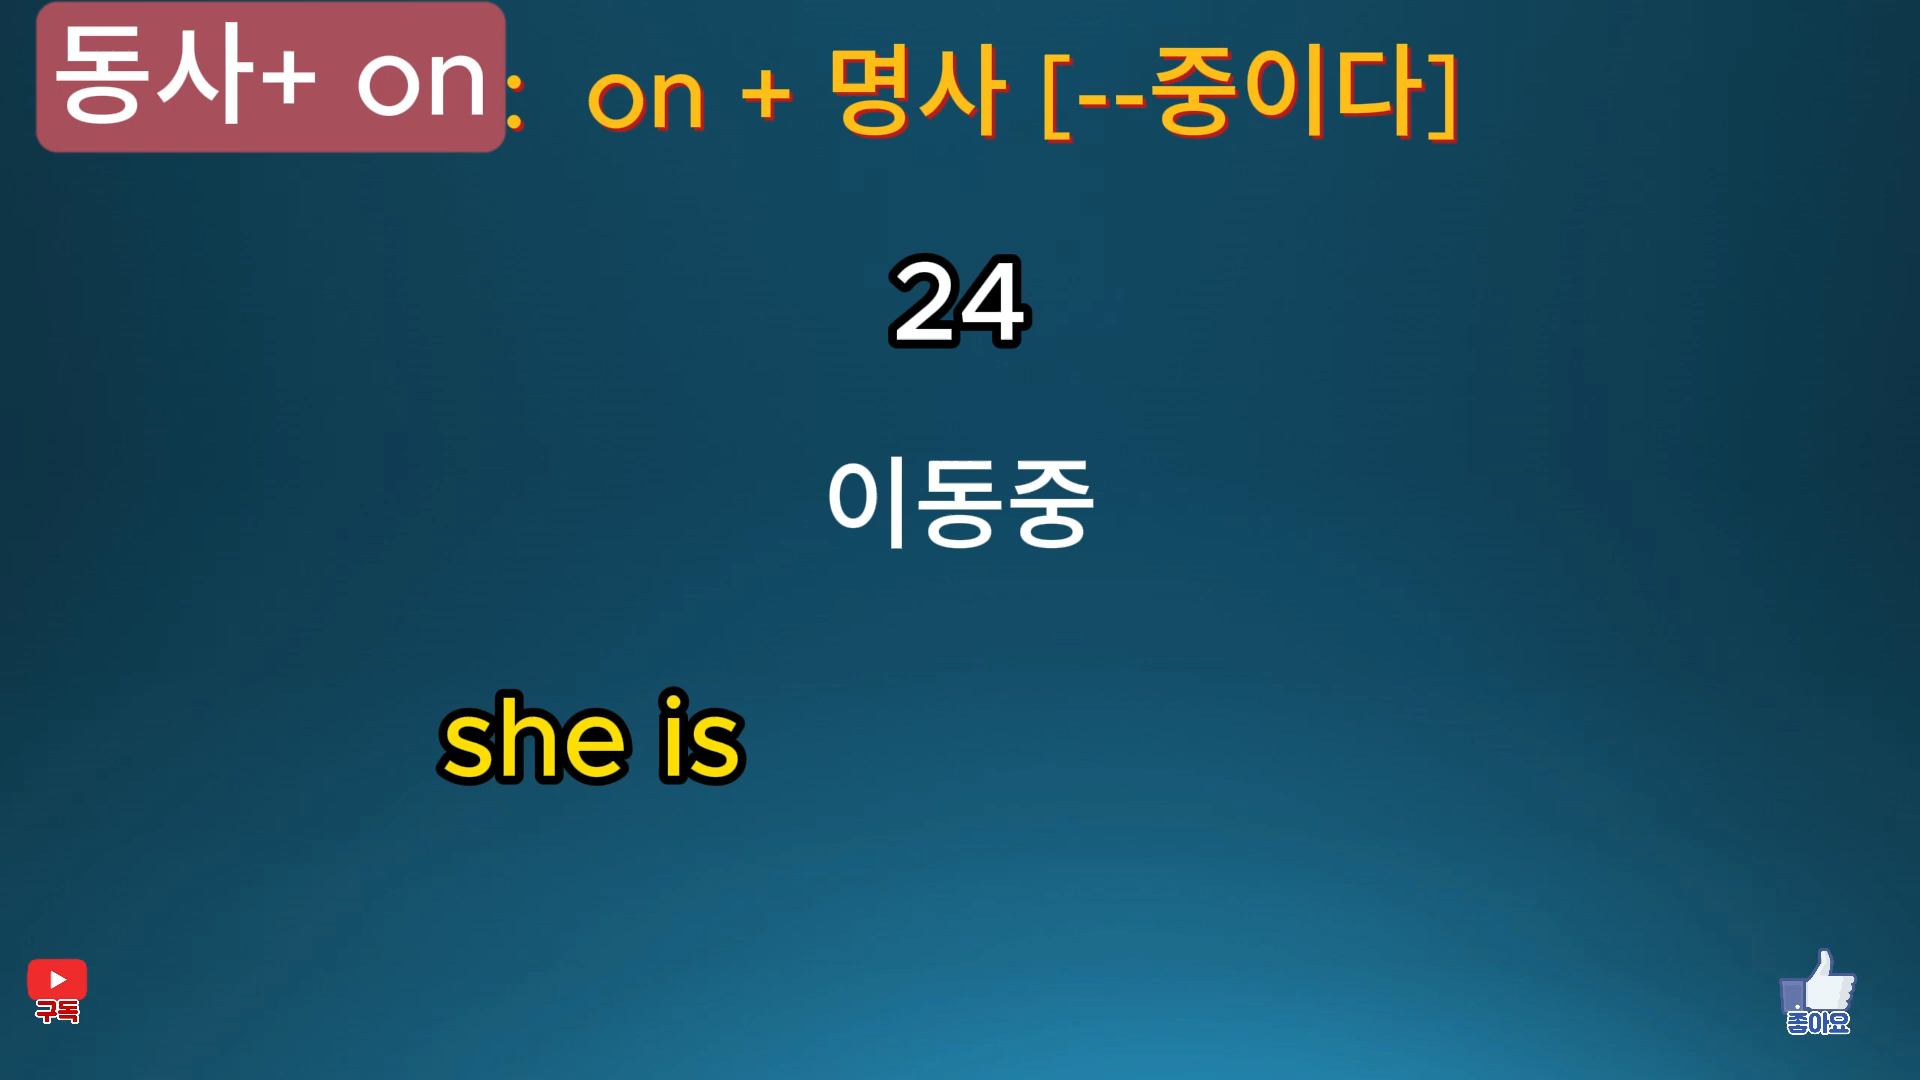 동사+ on : on + 명사 [--중이다]
24
이동중
she is
구독
좋아요